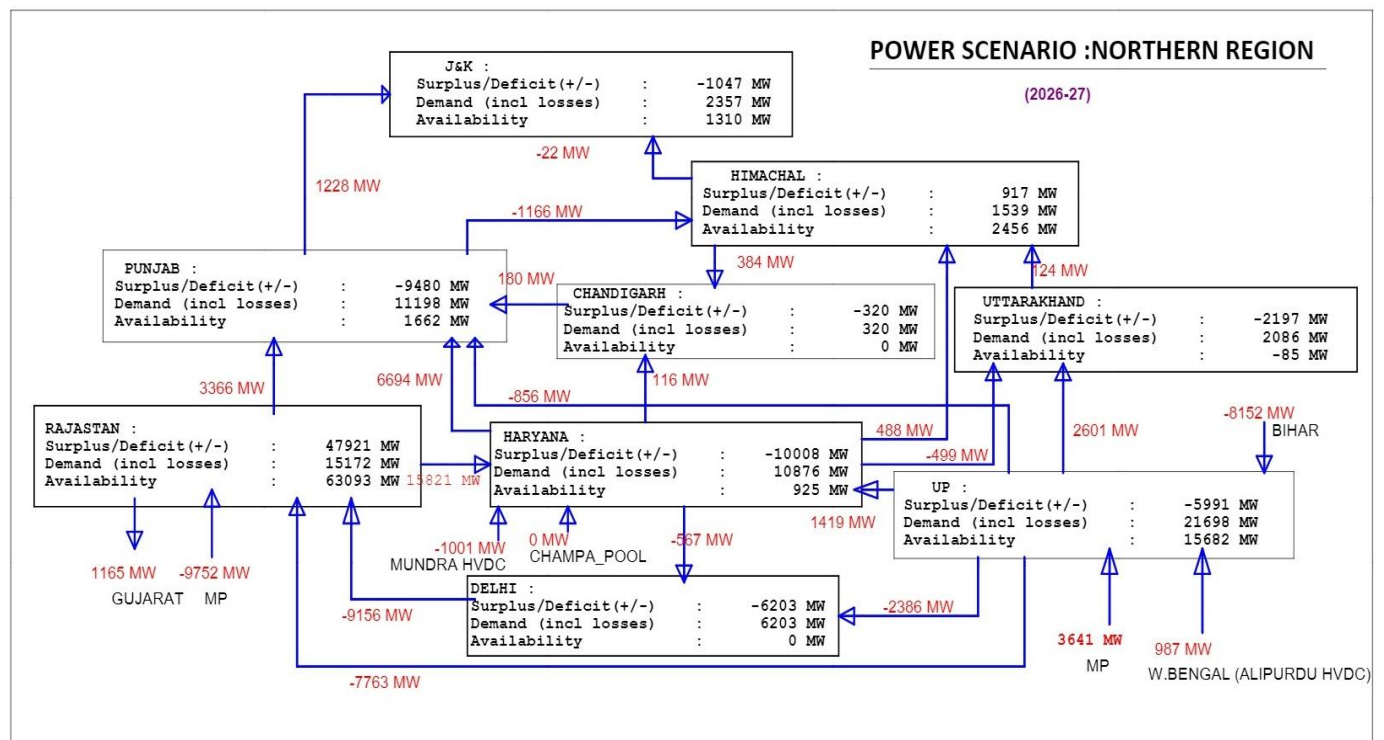 POWER SCENARIO :NORTHERN REGION
(2026-27)
J&K :
Surplus/Deficit(+/-) : -1047 MW
Demand (incl losses) : 2357 MW
Availability : 1310 MW
-22 MW
1228 MW
HIMACHAL :
Surplus/Deficit(+/-) : 917 MW
Demand (incl losses) : 1539 MW
Availability : 2456 MW
-1166 MW
384 MW
124 MW
PUNJAB :
Surplus/Deficit(+/-) : -9480 MW
Demand (incl losses) : 11198 MW
Availability : 1662 MW
180 MW
CHANDIGARH :
Surplus/Deficit(+/-) : -320 MW
Demand (incl losses) : 320 MW
Availability : 0 MW
UTTARAKHAND :
Surplus/Deficit(+/-) : -2197 MW
Demand (incl losses) : 2086 MW
Availability : -85 MW
3366 MW
6694 MW
116 MW
-856 MW
RAJASTAN :
Surplus/Deficit(+/-) : 47921 MW
Demand (incl losses) : 15172 MW
Availability : 63093 MW
15821 MW
HARYANA :
Surplus/Deficit(+/-) : -10008 MW
Demand (incl losses) : 10876 MW
Availability : 925 MW
488 MW
-499 MW
2601 MW
-8152 MW
BIHAR
UP :
Surplus/Deficit(+/-) : -5991 MW
Demand (incl losses) : 21698 MW
Availability : 15682 MW
1419 MW
1165 MW
GUJARAT
-9752 MW
MP
-1001 MW
MUNDRA HVDC
0 MW
CHAMPA_POOL
-567 MW
DELHI :
Surplus/Deficit(+/-) : -6203 MW
Demand (incl losses) : 6203 MW
Availability : 0 MW
-9156 MW
-2386 MW
-7763 MW
3641 MW
MP
987 MW
W.BENGAL (ALIPURDU HVDC)